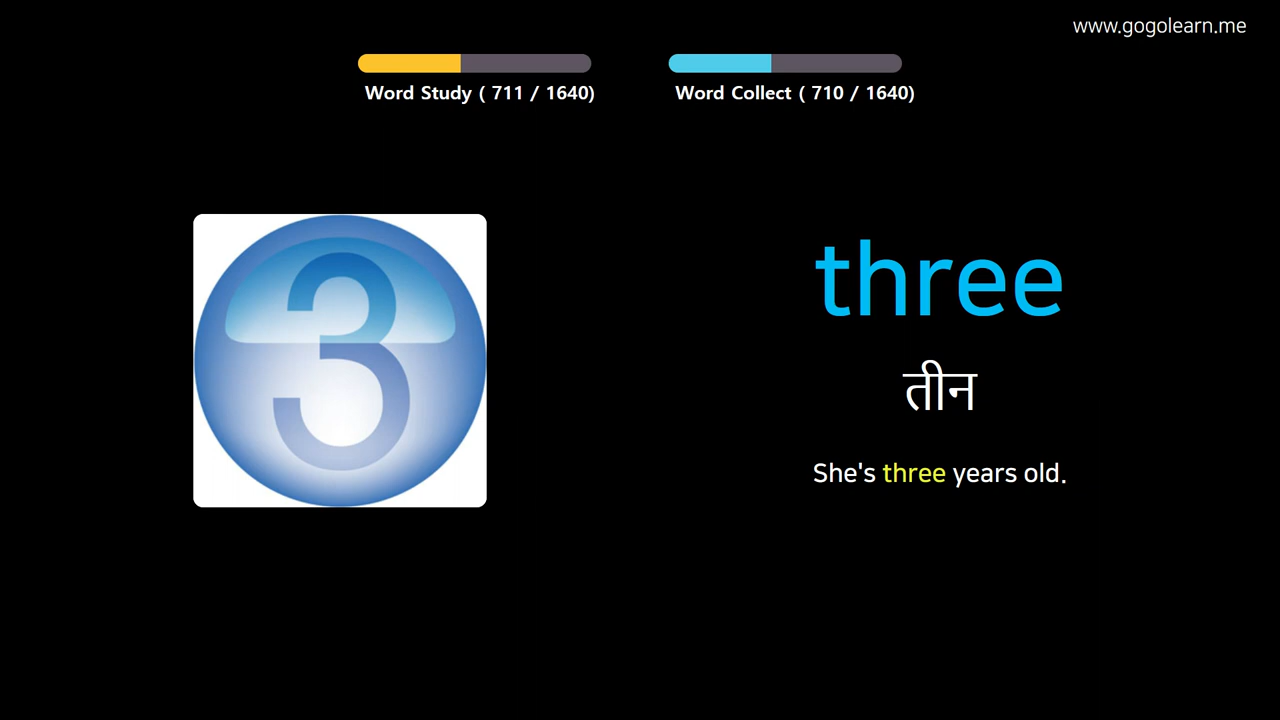 www.gogolearn.me
Word Study ( 711 / 1640)
Word Collect ( 710 / 1640)
3
three
तीन
She's three years old.